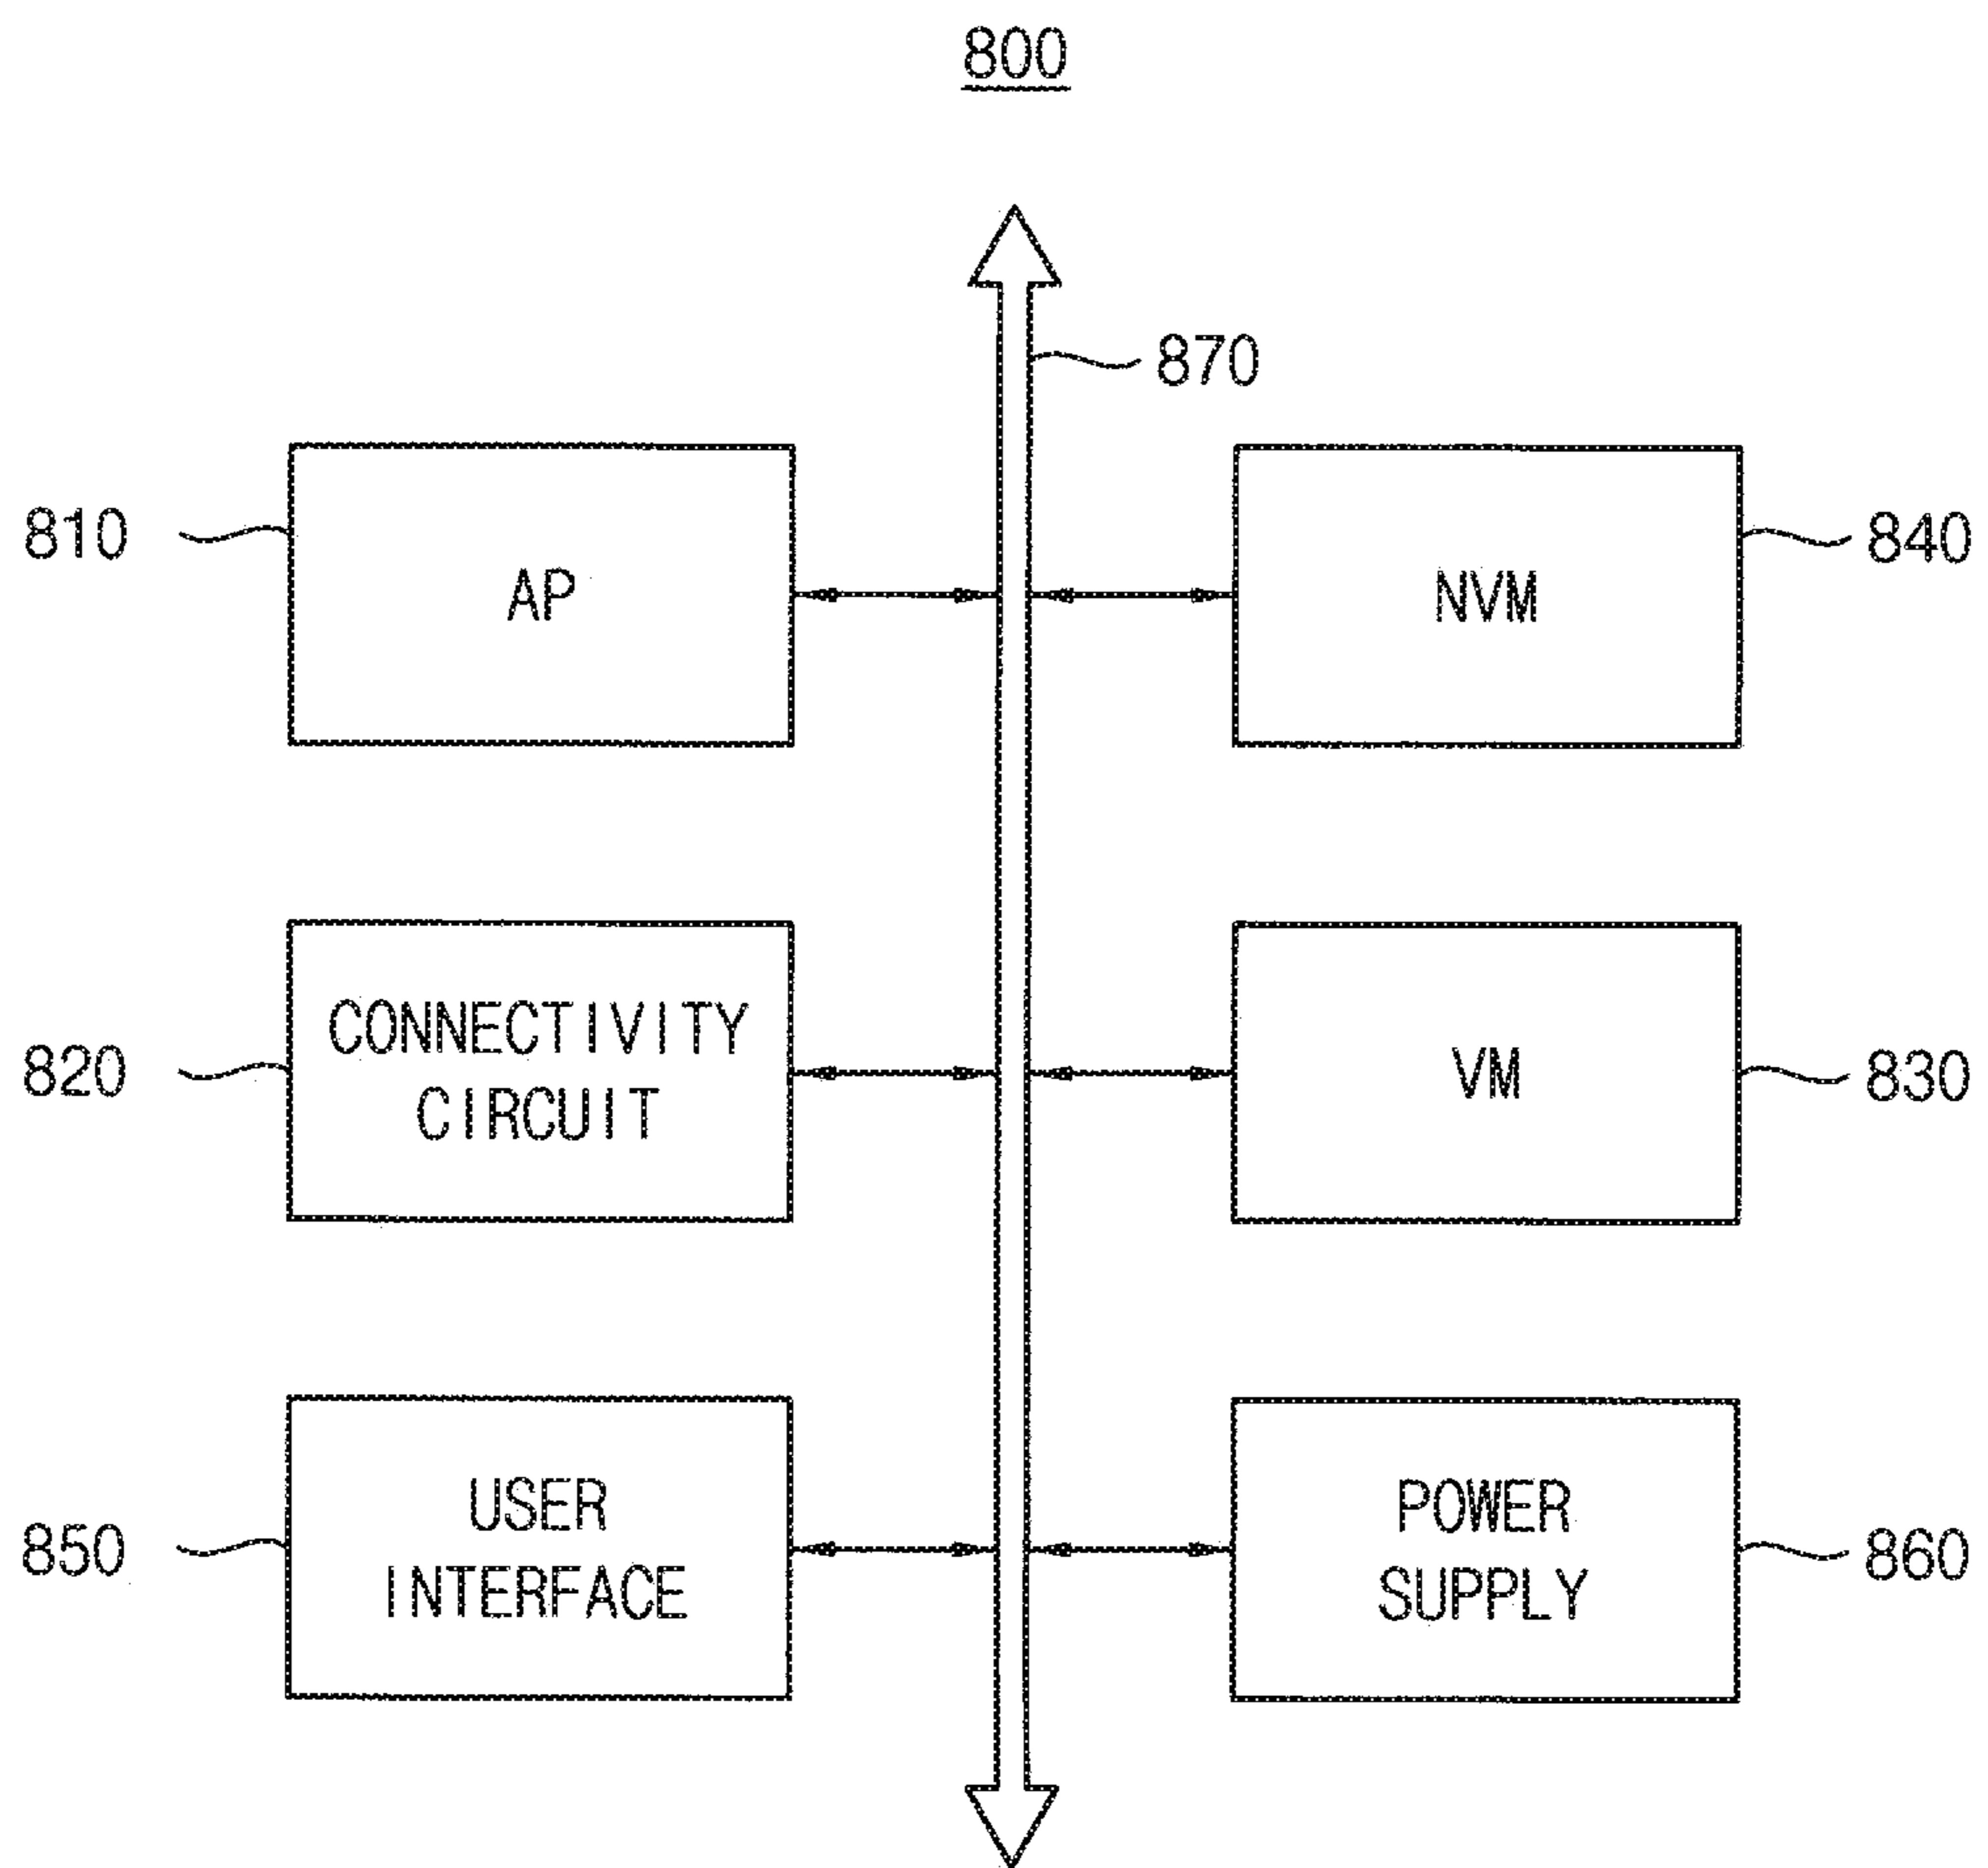 800
870
810
AP
NVM
840
820
CONNECTIVITY
CIRCUIT
VM
830
850
USER
INTERFACE
POWER
SUPPLY
860